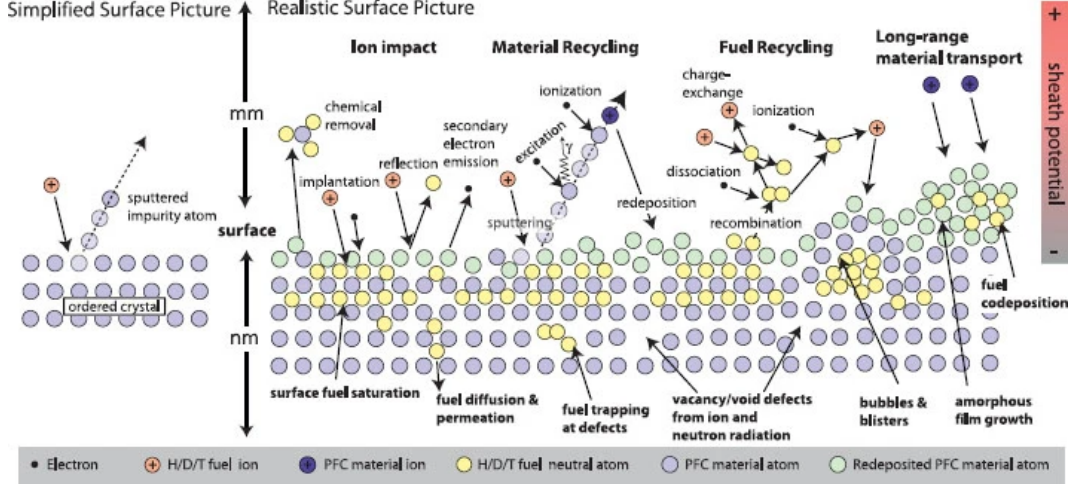 Simplified Surface Picture
Realistic Surface Picture
Ion impact
Material Recycling
Fuel Recycling
Long-range
material transport
+
sheath potential
-
mm
surface
nm
sputtered
impurity atom
ordered crystal
chemical
removal
implantation
reflection
secondary
electron
emission
ionization
excitation
γ
sputtering
redeposition
charge-
exchange
ionization
dissociation
recombination
fuel
codeposition
surface fuel saturation
fuel diffusion &
permeation
fuel trapping
at defects
vacancy/void defects
from ion and
neutron radiation
bubbles &
blisters
amorphous
film growth
Electron
+ H/D/T fuel ion
+ PFC material ion
H/D/T fuel neutral atom
PFC material atom
Redeposited PFC material atom